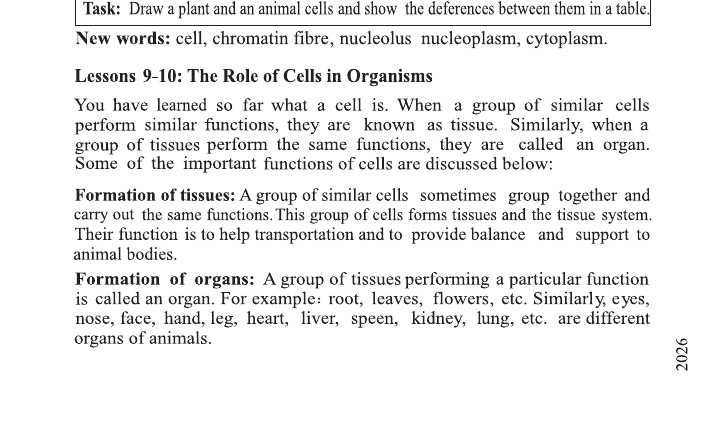 Task: Draw a plant and an animal cells and show the deferences between them in a table.
New words: cell, chromatin fibre, nucleolus nucleoplasm, cytoplasm.
Lessons 9-10: The Role of Cells in Organisms
You have learned so far what a cell is. When a group of similar cells
perform similar functions, they are known as tissue. Similarly, when a
group of tissues perform the same functions, they are called an organ.
Some of the important functions of cells are discussed below:
Formation of tissues: A group of similar cells sometimes group together and
carry out the same functions. This group of cells forms tissues and the tissue system.
Their function is to help transportation and to provide balance and support to
animal bodies.
Formation of organs: A group of tissues performing a particular function
is called an organ. For example: root, leaves, flowers, etc. Similarly, eyes,
nose, face, hand, leg, heart, liver, speen, kidney, lung, etc. are different
organs of animals.
2026